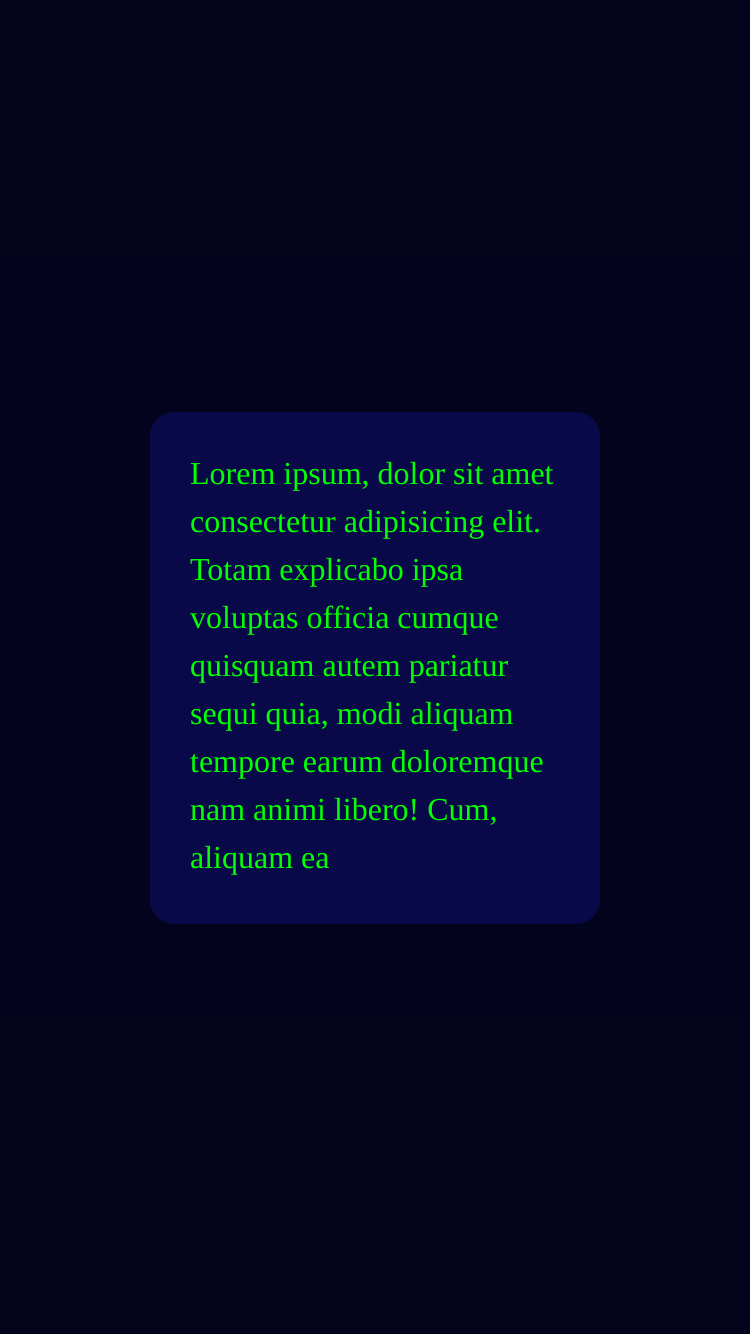 Lorem ipsum, dolor sit amet
consectetur adipisicing elit.
Totam explicabo ipsa
voluptas officia cumque
quisquam autem pariatur
sequi quia, modi aliquam
tempore earum doloremque
nam animi libero! Cum,
aliquam ea